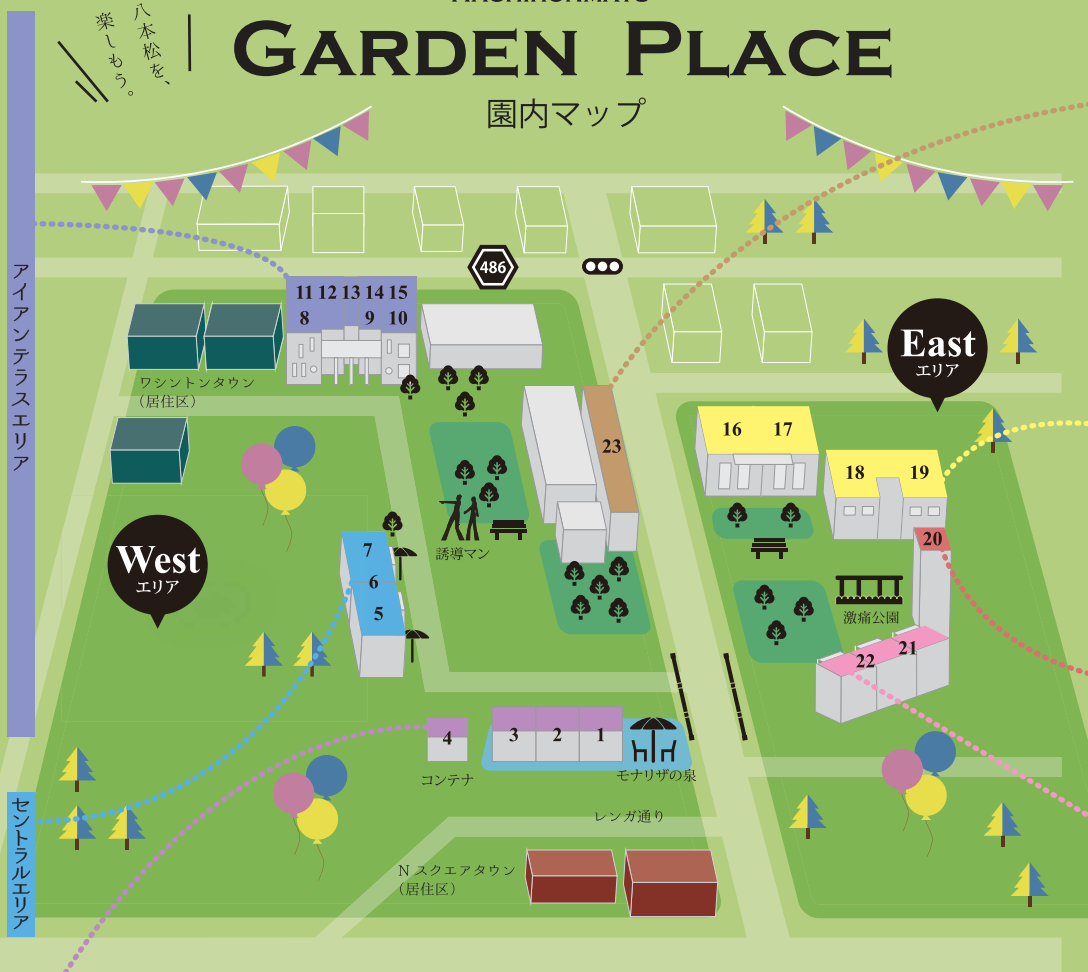 八本松を、
楽しもう。
GARDEN PLACE
園内マップ
アイアンテラスエリア
486
11 12 13 14 15
8 9 10
ワシントンタウン
（居住区）
East
エリア
16 17
23
18 19
20
誘導マン
West
エリア
7
6
5
激痛公園
21
22
4
3 2 1
コンテナ
モナリザの泉
レンガ通り
セントラルエリア
N スクエアタウン
（居住区）